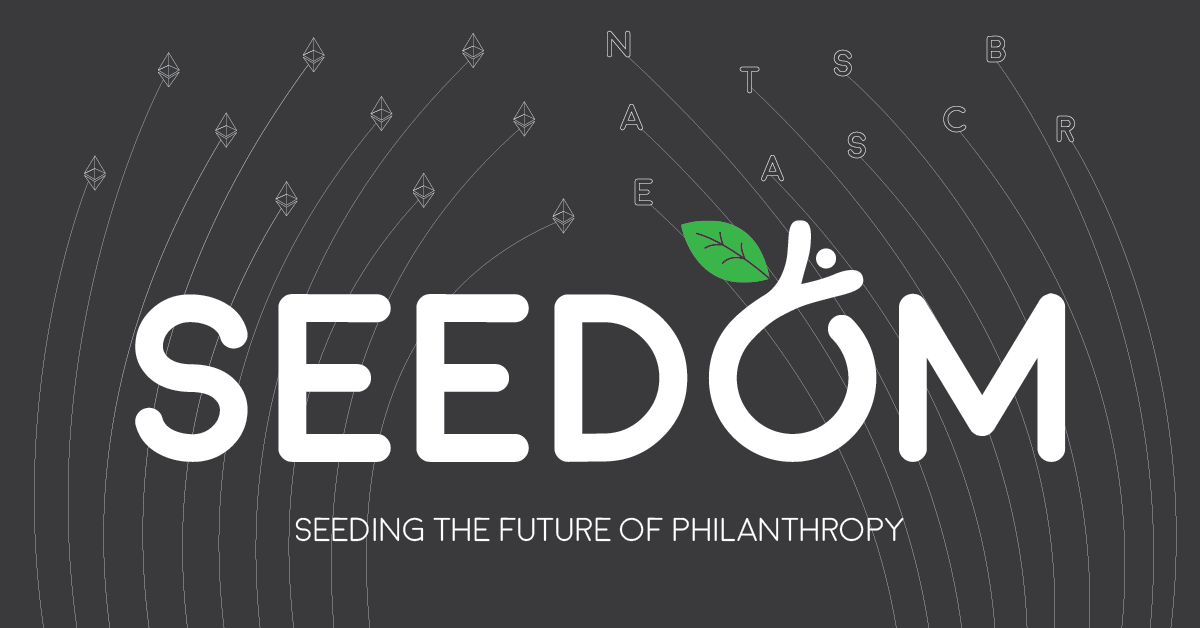 N T S B
A S C R
E A
SEEDOM
SEEDING THE FUTURE OF PHILANTHROPY